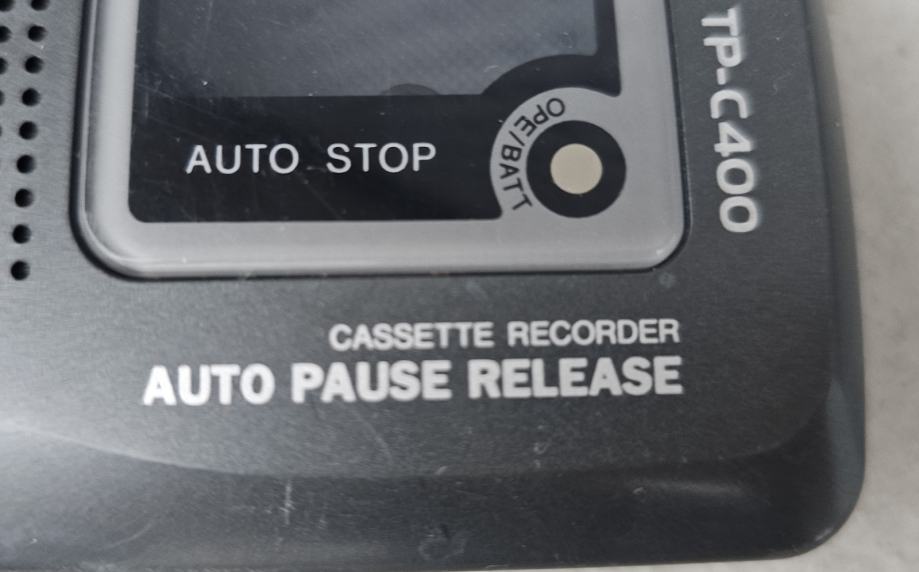 TP-C400
OPE/BATT
AUTO STOP
CASSETTE RECORDER
AUTO PAUSE RELEASE